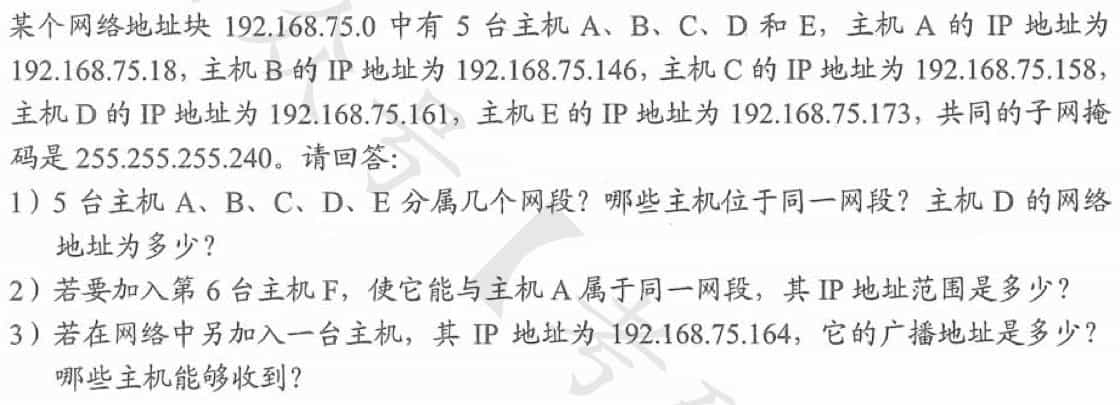 某个网络地址块 192.168.75.0 中有 5 台主机 A、B、C、D 和 E，主机 A 的 IP 地址为
192.168.75.18，主机 B 的 IP 地址为 192.168.75.146，主机 C 的 IP 地址为 192.168.75.158，
主机 D 的 IP 地址为 192.168.75.161，主机 E 的 IP 地址为 192.168.75.173，共同的子网掩
码是 255.255.255.240。请回答：
1）5 台主机 A、B、C、D、E 分属几个网段？哪些主机位于同一网段？主机 D 的网络
地址为多少？
2）若要加入第 6 台主机 F，使它能与主机 A 属于同一网段，其 IP 地址范围是多少？
3）若在网络中另加入一台主机，其 IP 地址为 192.168.75.164，它的广播地址是多少？
哪些主机能够收到？